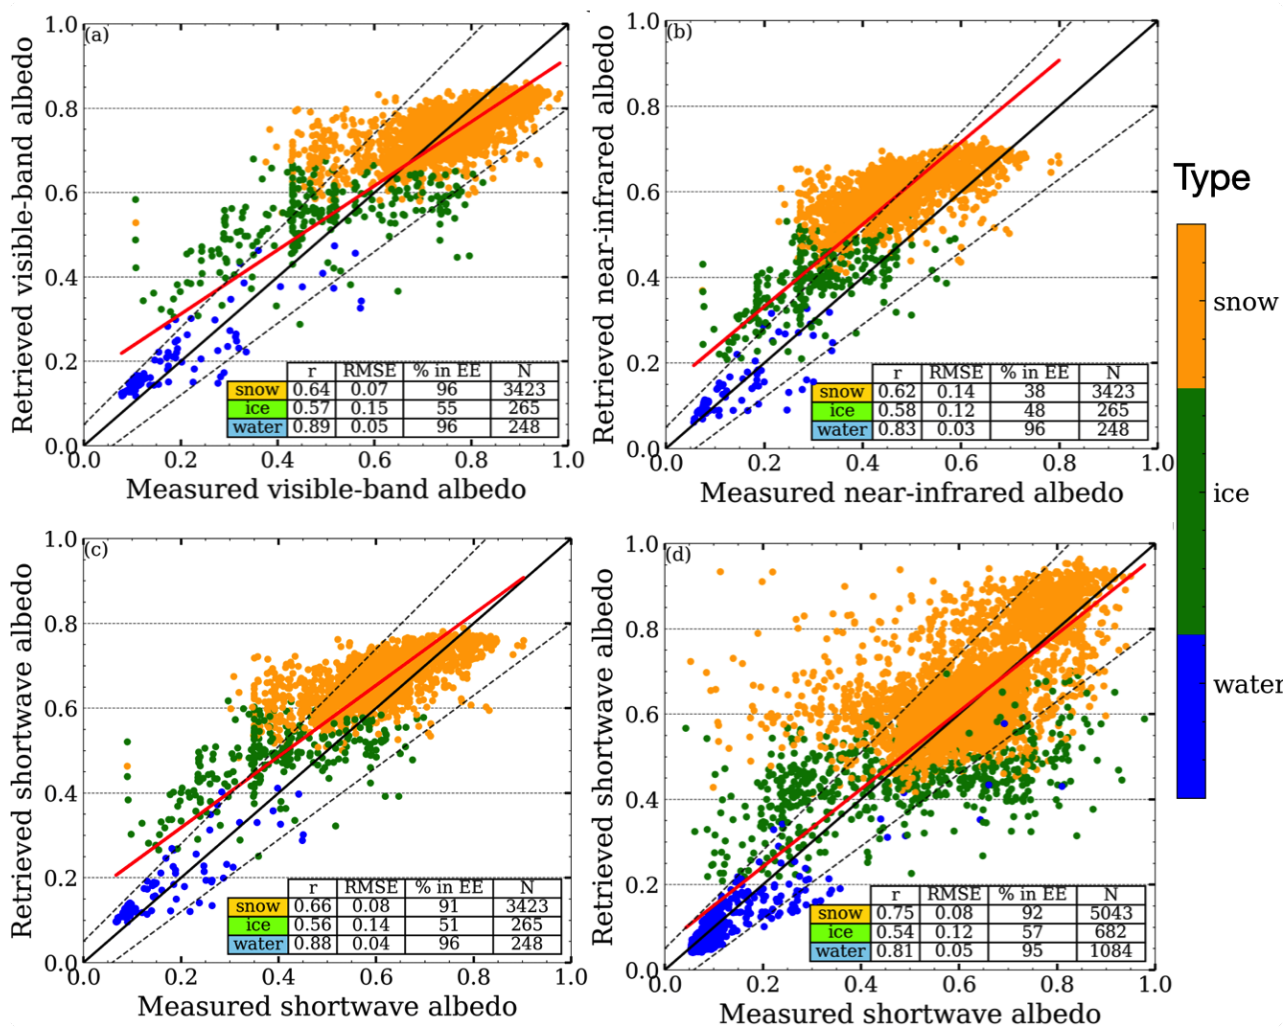 (a)
Retrieved visible-band albedo
1.0
0.8
0.6
0.4
0.2
0.0
r RMSE % in EE N
snow 0.64 0.07 96 3423
ice 0.57 0.15 55 265
water 0.89 0.05 96 248
0.2 0.4 0.6 0.8 1.0
Measured visible-band albedo
(b)
Retrieved near-infrared albedo
1.0
0.8
0.6
0.4
0.2
0.0
r RMSE % in EE N
snow 0.62 0.14 38 3423
ice 0.58 0.12 48 265
water 0.83 0.03 96 248
0.2 0.4 0.6 0.8 1.0
Measured near-infrared albedo
Type
snow
ice
water
(c)
Retrieved shortwave albedo
1.0
0.8
0.6
0.4
0.2
0.0
r RMSE % in EE N
snow 0.66 0.08 91 3423
ice 0.56 0.14 51 265
water 0.88 0.04 96 248
0.0 0.2 0.4 0.6 0.8 1.0
Measured shortwave albedo
(d)
Retrieved shortwave albedo
1.0
0.8
0.6
0.4
0.2
0.0
r RMSE % in EE N
snow 0.75 0.08 92 5043
ice 0.54 0.12 57 682
water 0.81 0.05 95 1084
0.0 0.2 0.4 0.6 0.8 1.0
Measured shortwave albedo